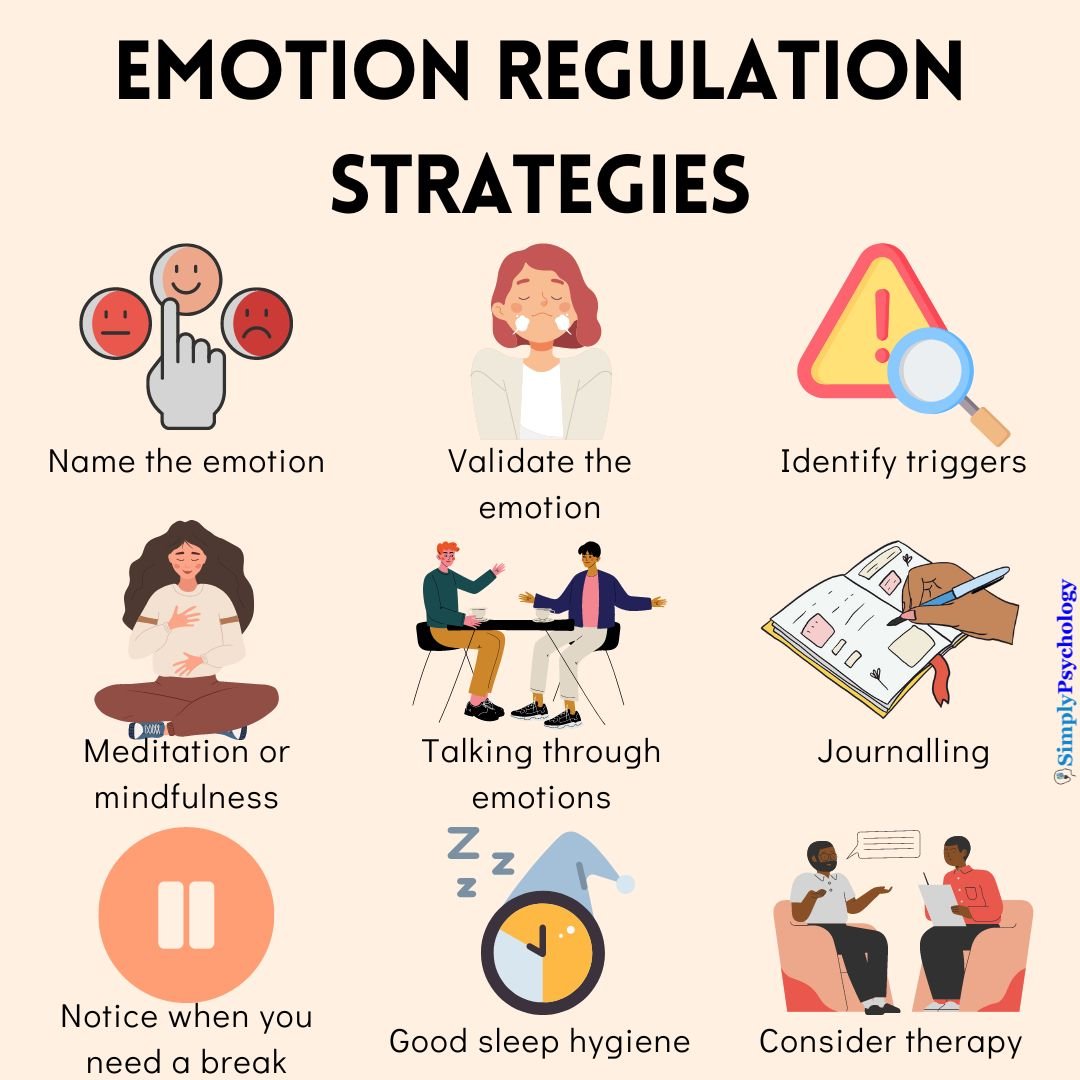 EMOTION REGULATION
STRATEGIES
Name the emotion
Validate the
emotion
Identify triggers
Meditation or
mindfulness
Talking through
emotions
Journalling
SimplyPsychology
Z
Z
Z
Notice when you
need a break
Good sleep hygiene
Consider therapy